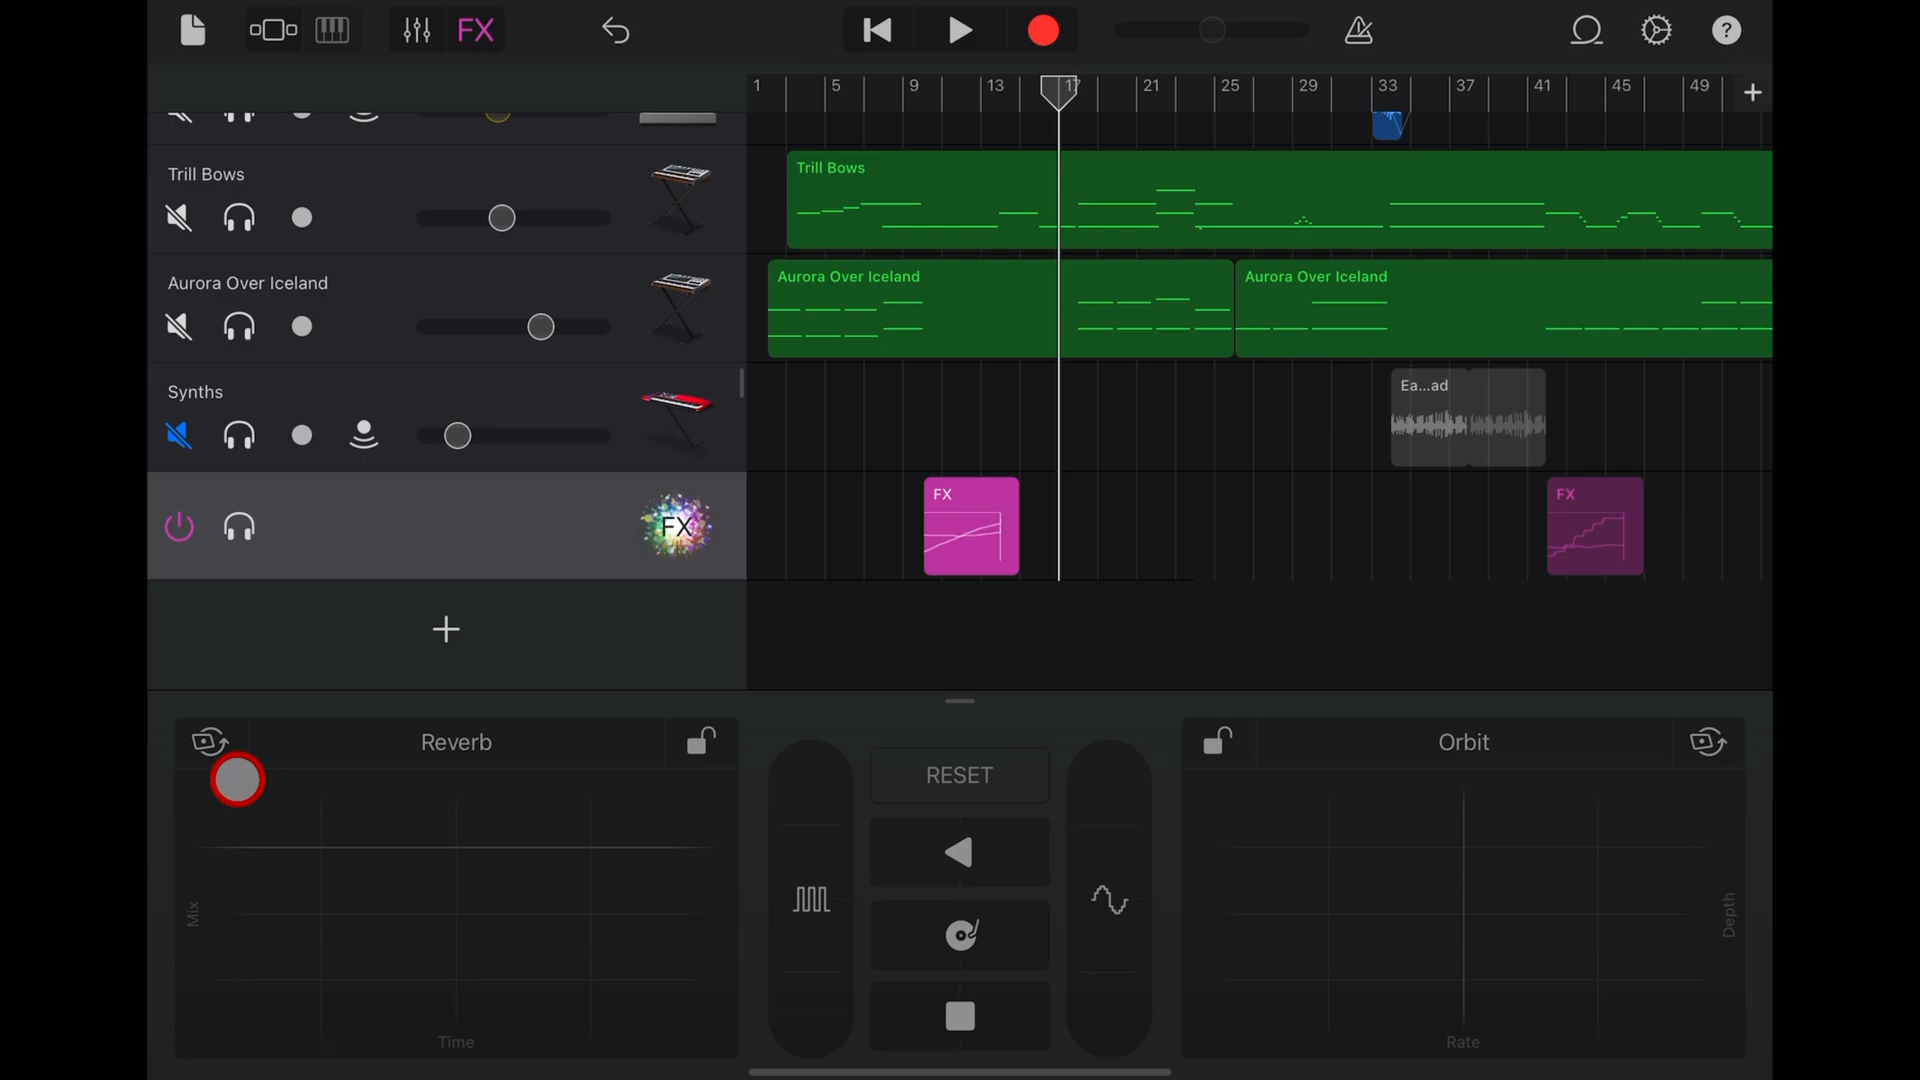 FX
1 5 9 13 17 21 25 29 33 37 41 45 49
Trill Bows
Trill Bows
Aurora Over Iceland
Aurora Over Iceland
Aurora Over Iceland
Synths
Ea...ad
FX
FX
FX
Reverb
RESET
Orbit
Mix
Depth
Time
Rate